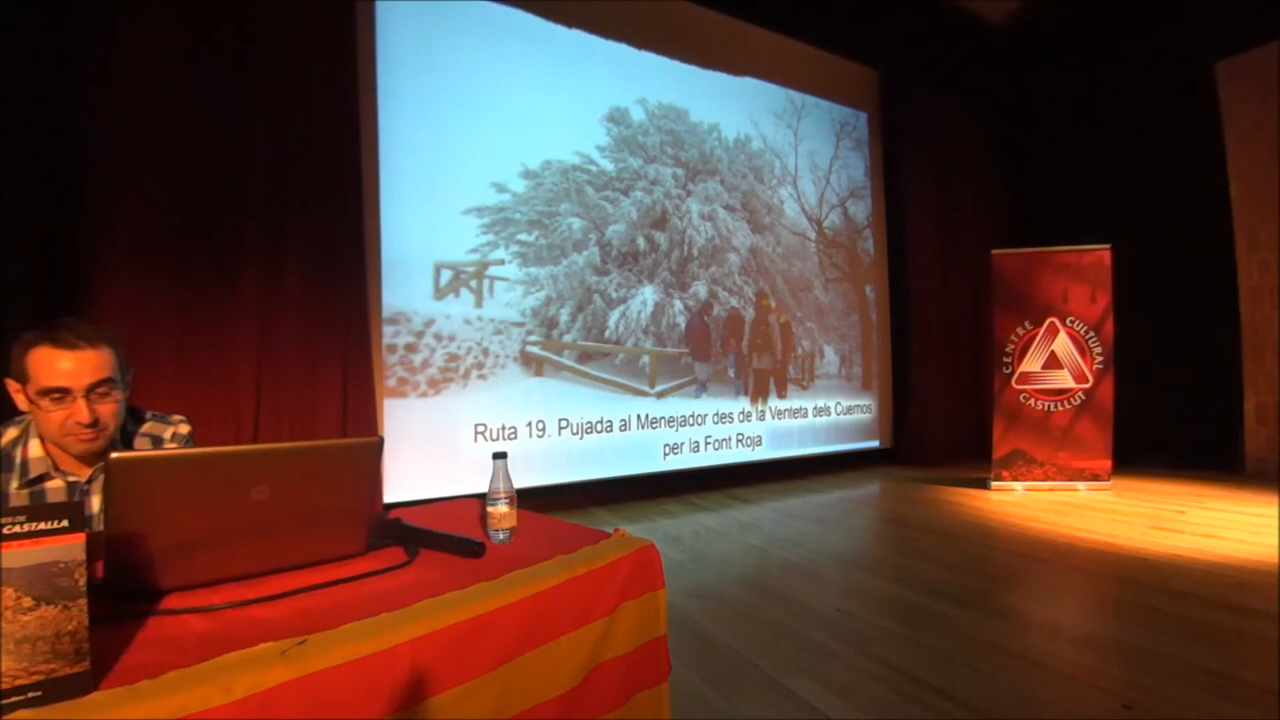 Ruta 19. Pujada al Menejador des de la Venteta dels Cuernos
per la Font Roja
CENTRE CULTURAL
CASTELLUT
CASTALLA